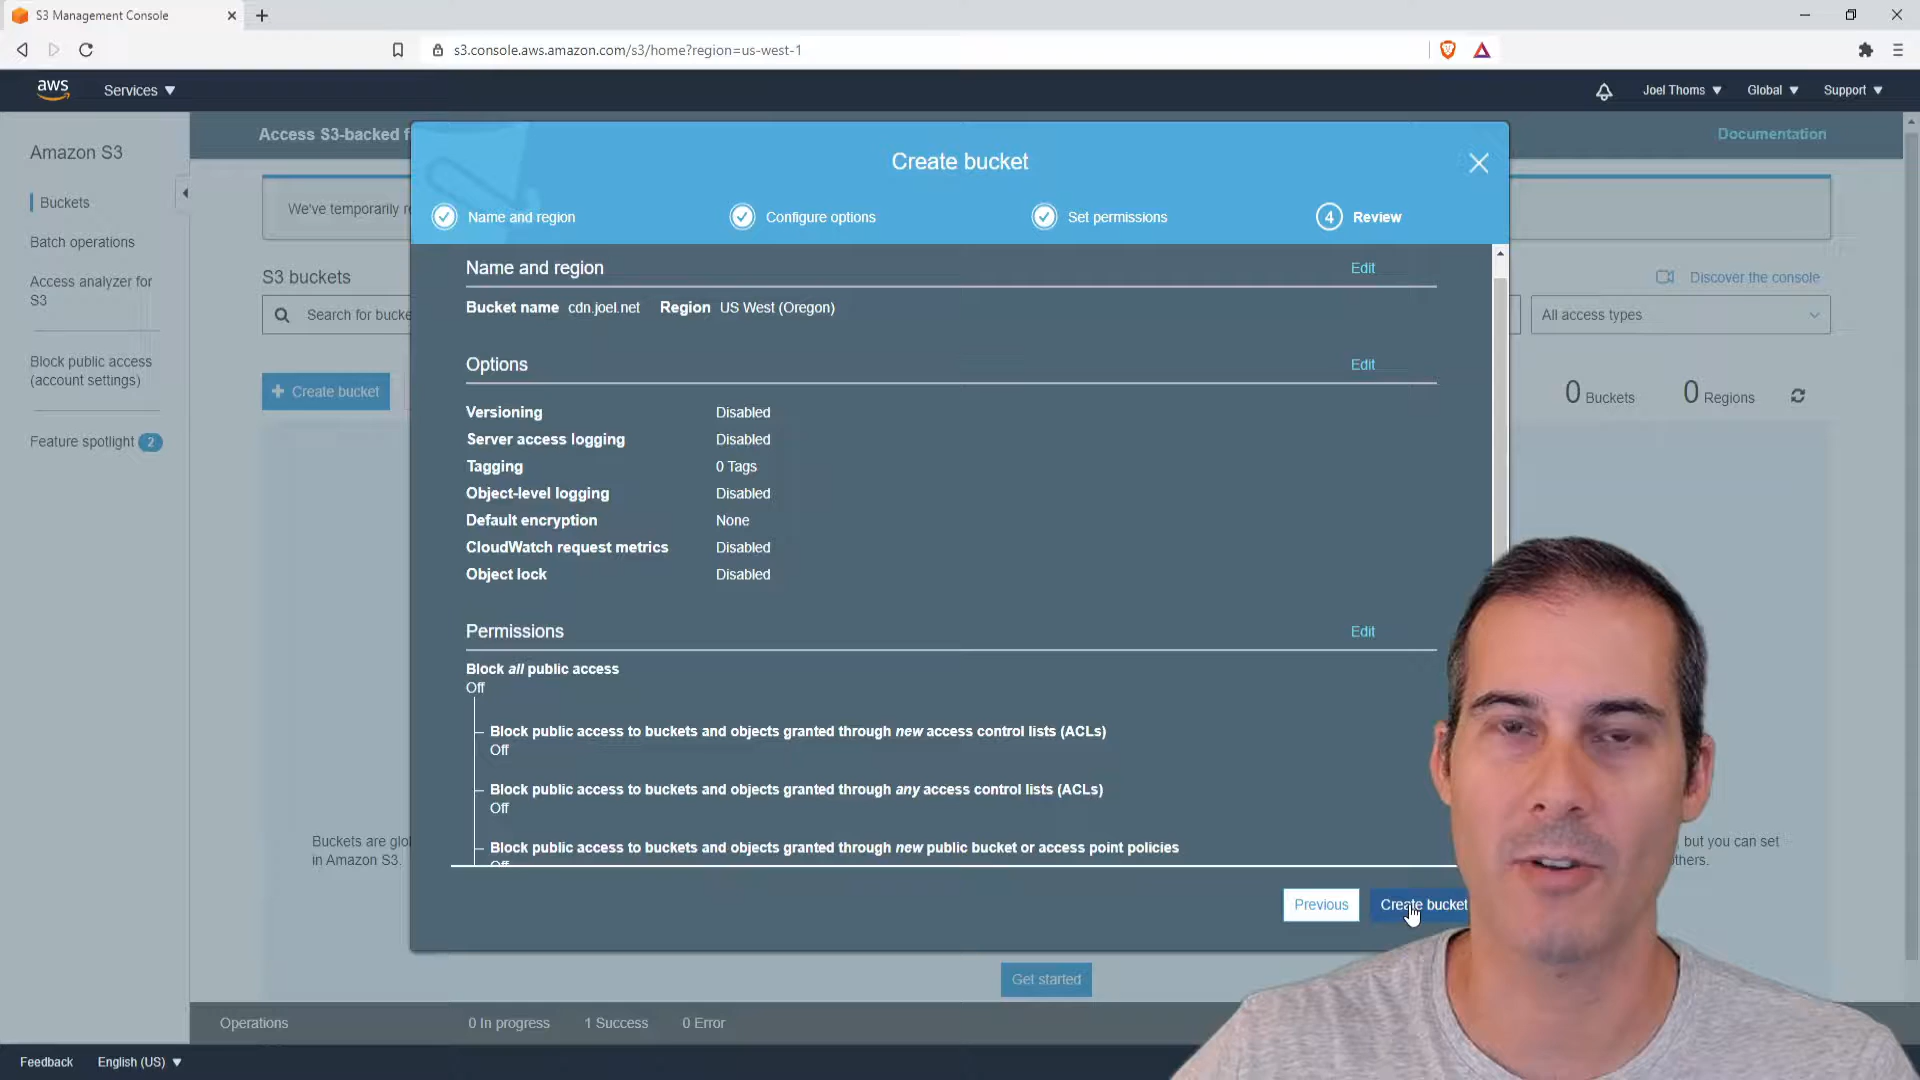 S3 Management Console
s3.console.aws.amazon.com/s3/home?region=us-west-1
aws
Services
Joel Thoms
Global
Support
Amazon S3
Access S3-backed f
Documentation
Create bucket
Name and region
Configure options
Set permissions
4 Review
We've temporarily r
Buckets
Batch operations
Access analyzer for
S3
Block public access
(account settings)
Feature spotlight 2
S3 buckets
Discover the console
Search for bucke
All access types
+ Create bucket
0 Buckets
0 Regions
Name and region Edit
Bucket name cdn.joel.net Region US West (Oregon)
Options Edit
Versioning Disabled
Server access logging Disabled
Tagging 0 Tags
Object-level logging Disabled
Default encryption None
CloudWatch request metrics Disabled
Object lock Disabled
Permissions Edit
Block all public access
Off
Block public access to buckets and objects granted through new access control lists (ACLs)
Off
Block public access to buckets and objects granted through any access control lists (ACLs)
Off
Block public access to buckets and objects granted through new public bucket or access point policies
Off
Buckets are glo
in Amazon S3.
, but you can set
thers.
Previous
Create bucket
Get started
Operations
0 In progress
1 Success
0 Error
Feedback
English (US)